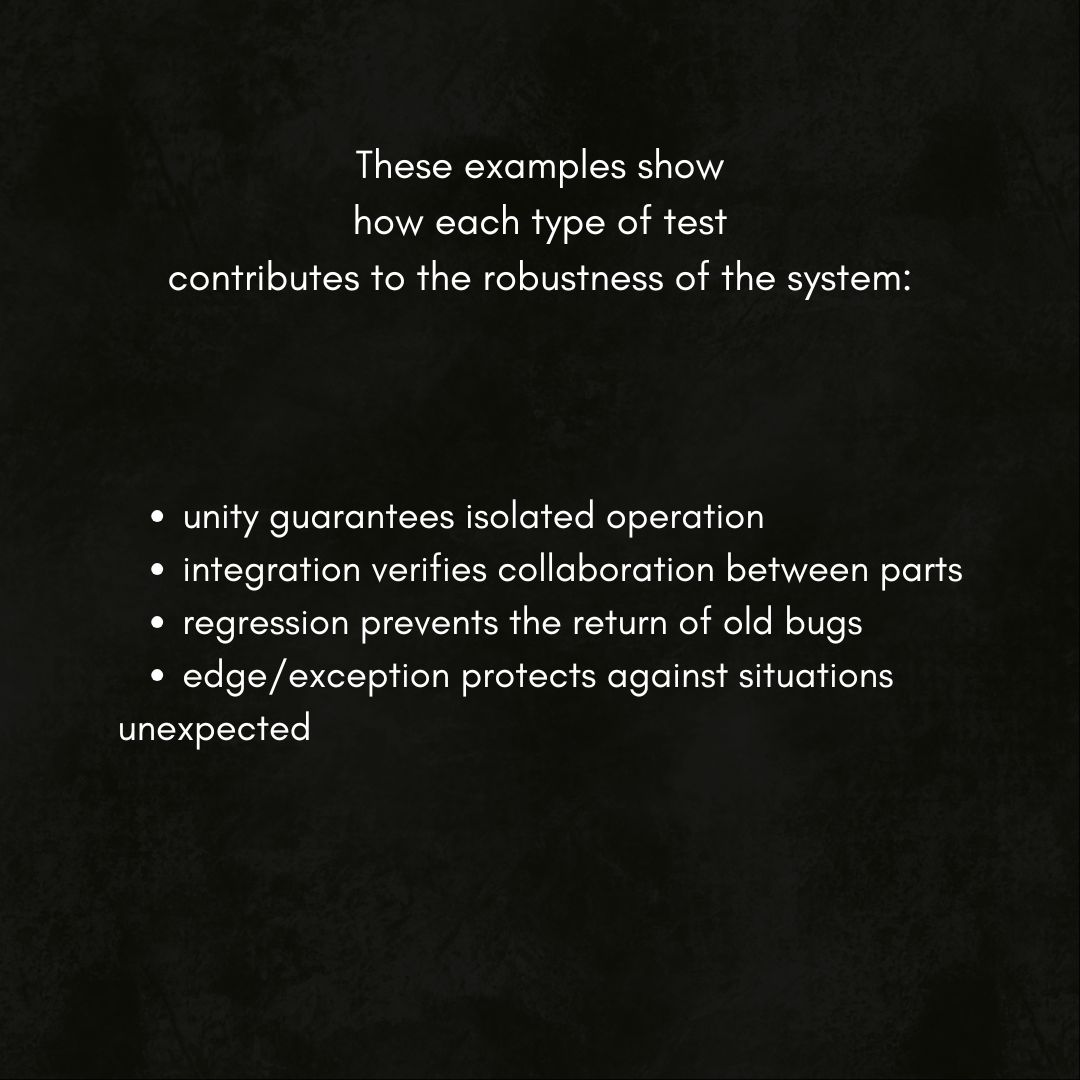 These examples show
how each type of test
contributes to the robustness of the system:
• unity guarantees isolated operation
• integration verifies collaboration between parts
• regression prevents the return of old bugs
• edge/exception protects against situations
unexpected